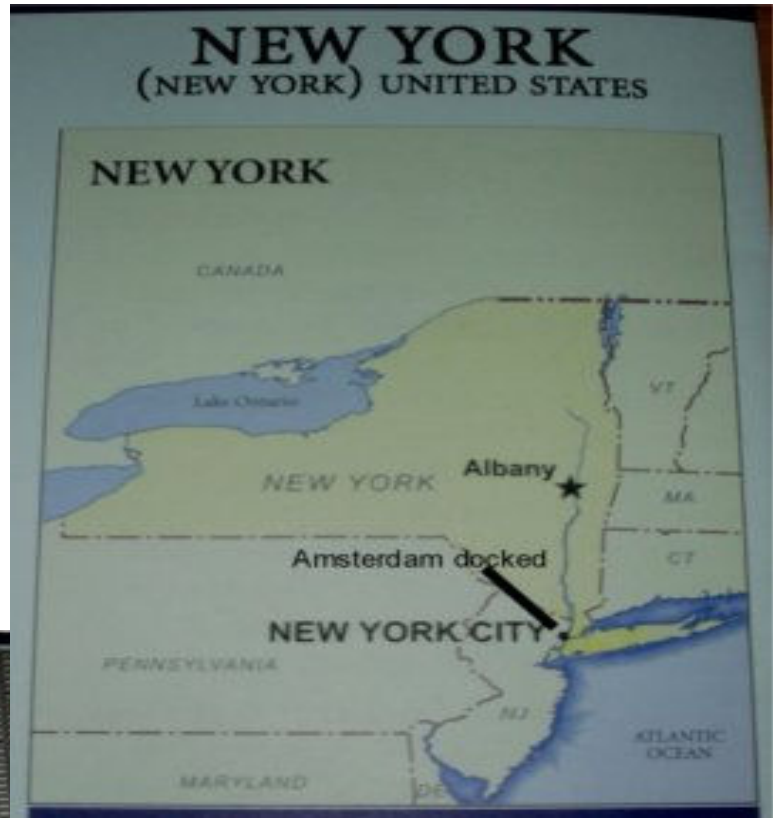 NEW YORK
(NEW YORK) UNITED STATES
NEW YORK
CANADA
Lake Ontario
VT
Albany
NEW YORK
MA
Amsterdam docked
CT
NEW YORK CITY
PENNSYLVANIA
NJ
ATLANTIC
OCEAN
MARYLAND
DE